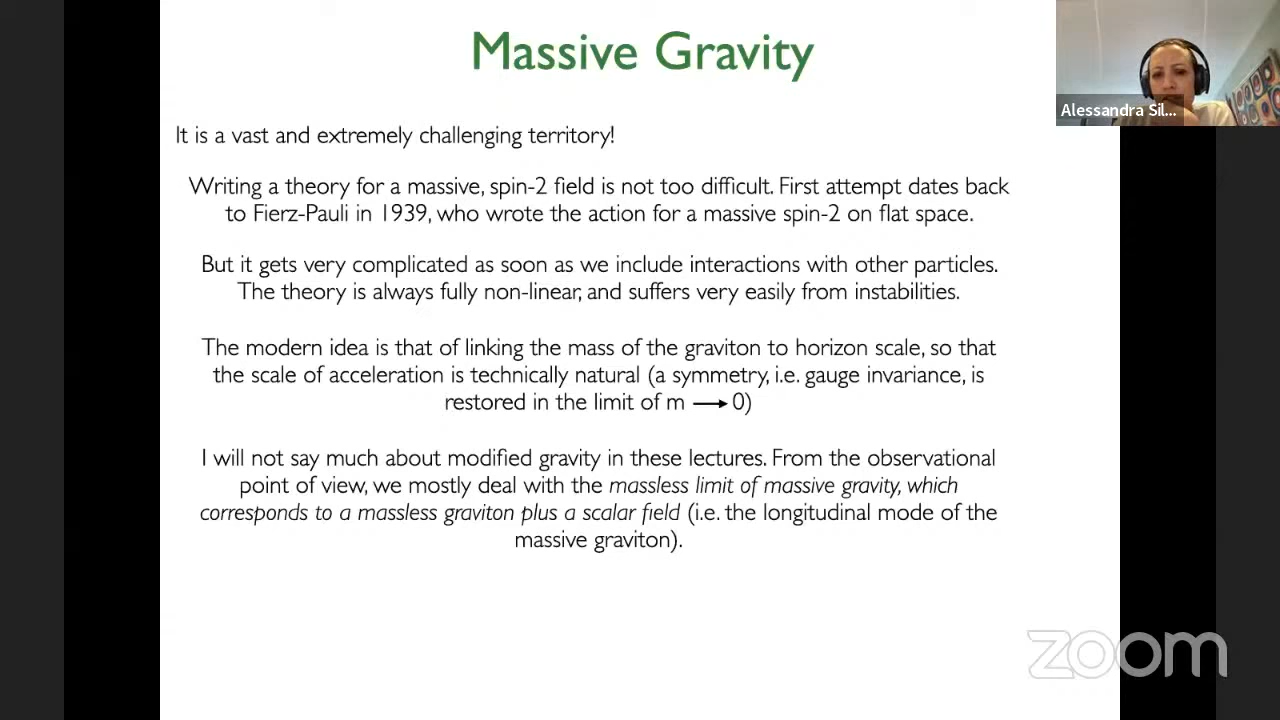 Massive Gravity
Alessandra Sil...
It is a vast and extremely challenging territory!
Writing a theory for a massive, spin-2 field is not too difficult. First attempt dates back
to Fierz-Pauli in 1939, who wrote the action for a massive spin-2 on flat space.
But it gets very complicated as soon as we include interactions with other particles.
The theory is always fully non-linear, and suffers very easily from instabilities.
The modern idea is that of linking the mass of the graviton to horizon scale, so that
the scale of acceleration is technically natural (a symmetry, i.e. gauge invariance, is
restored in the limit of m ⟶ 0)
I will not say much about modified gravity in these lectures. From the observational
point of view, we mostly deal with the massless limit of massive gravity, which
corresponds to a massless graviton plus a scalar field (i.e. the longitudinal mode of the
massive graviton).
zoom